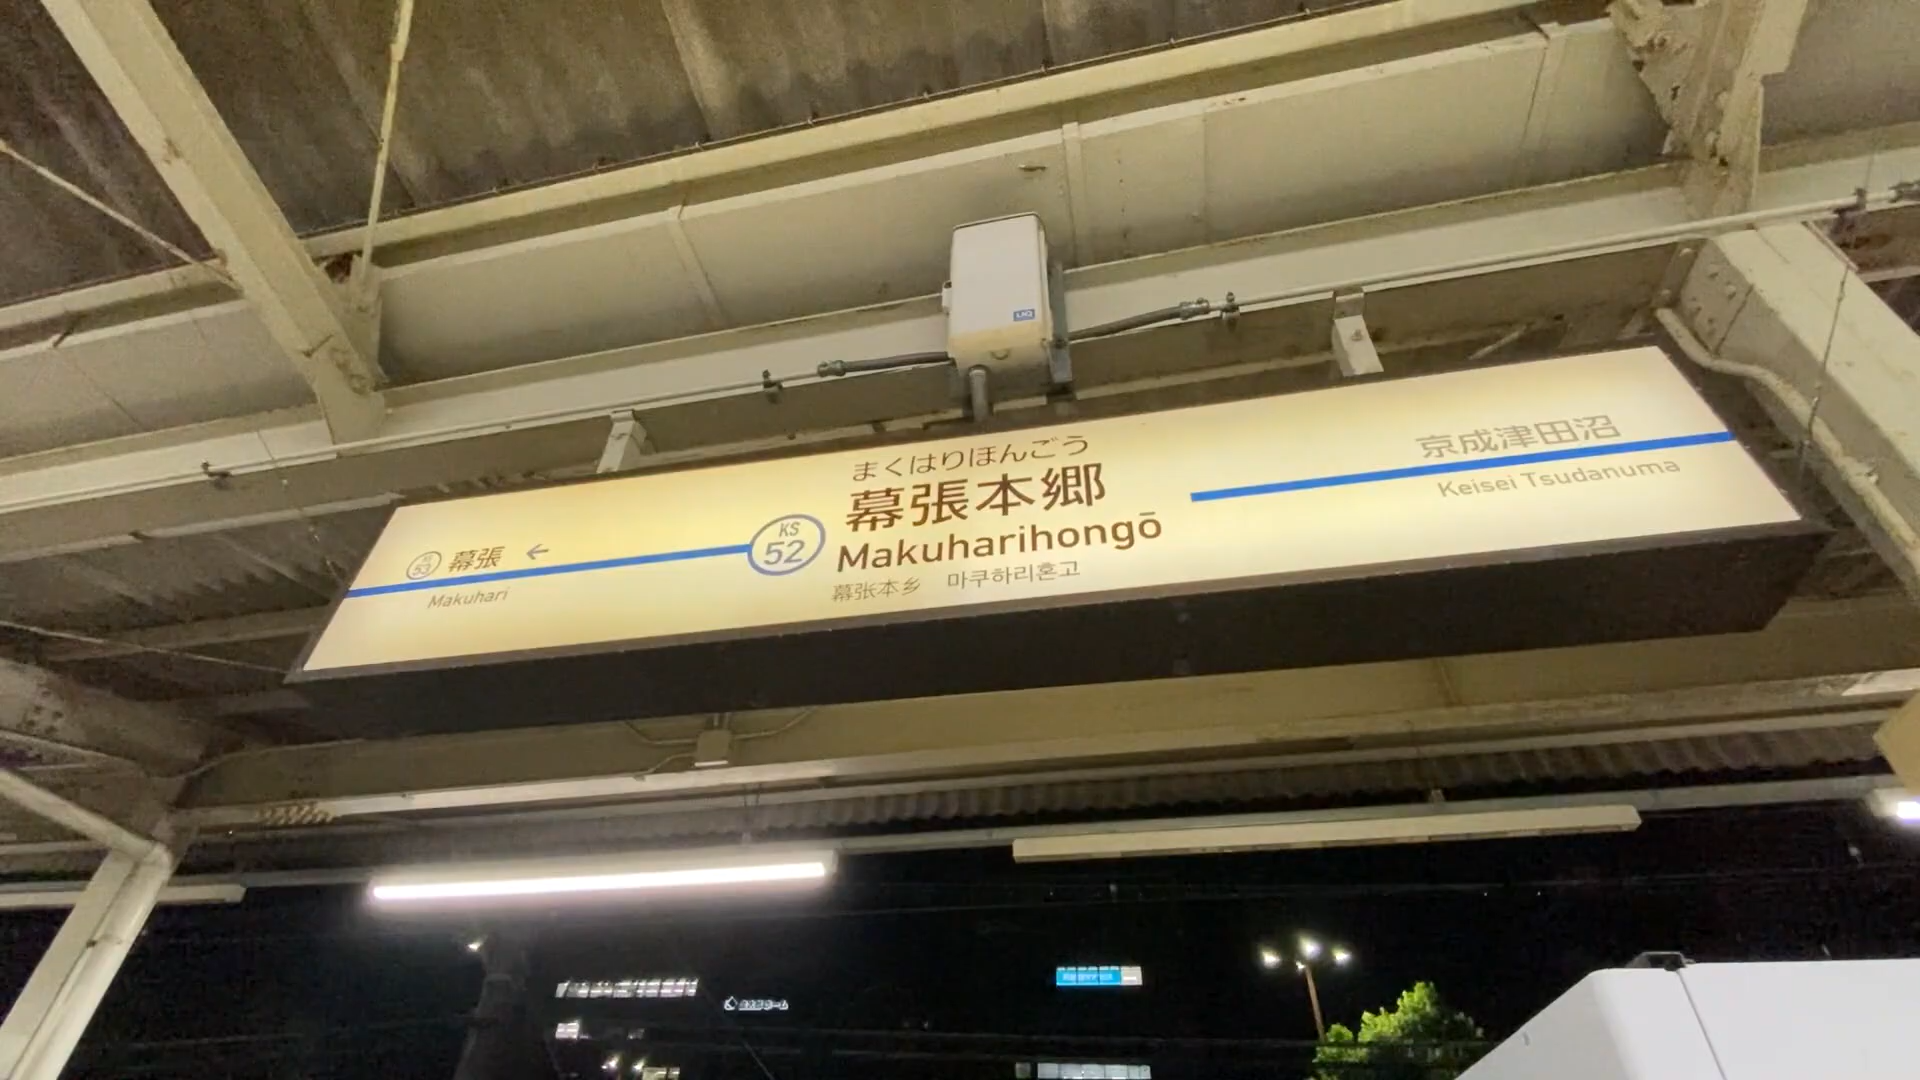 UQ
まくはりほんごう
幕張本郷
Makuharihongō
幕张本乡 마쿠하리혼고
KS
52
53 幕張 ←
Makuhari
京成津田沼
Keisei Tsudanuma